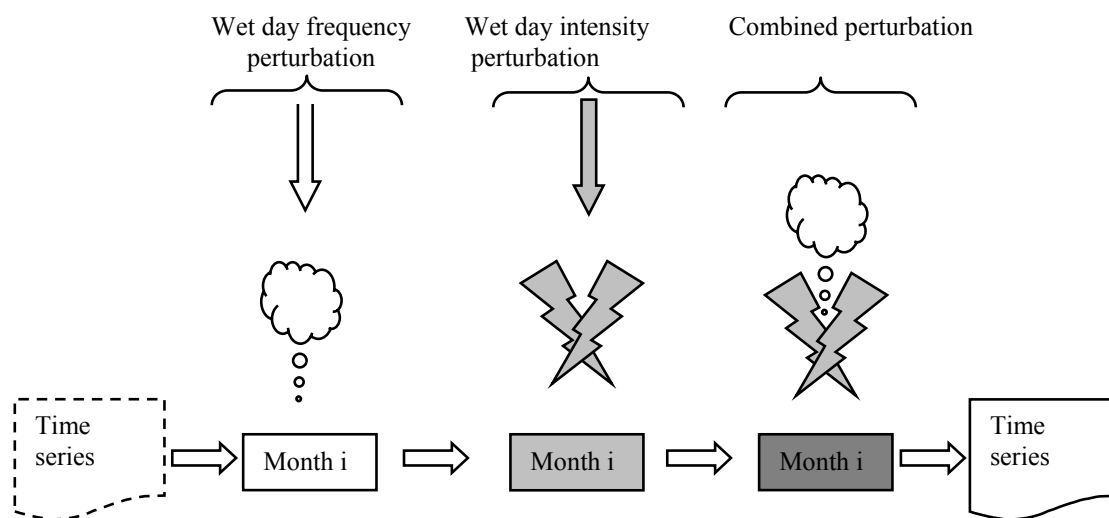 Wet day frequency
perturbation
Wet day intensity
perturbation
Combined perturbation
Time
series
Month i
Month i
Month i
Time
series